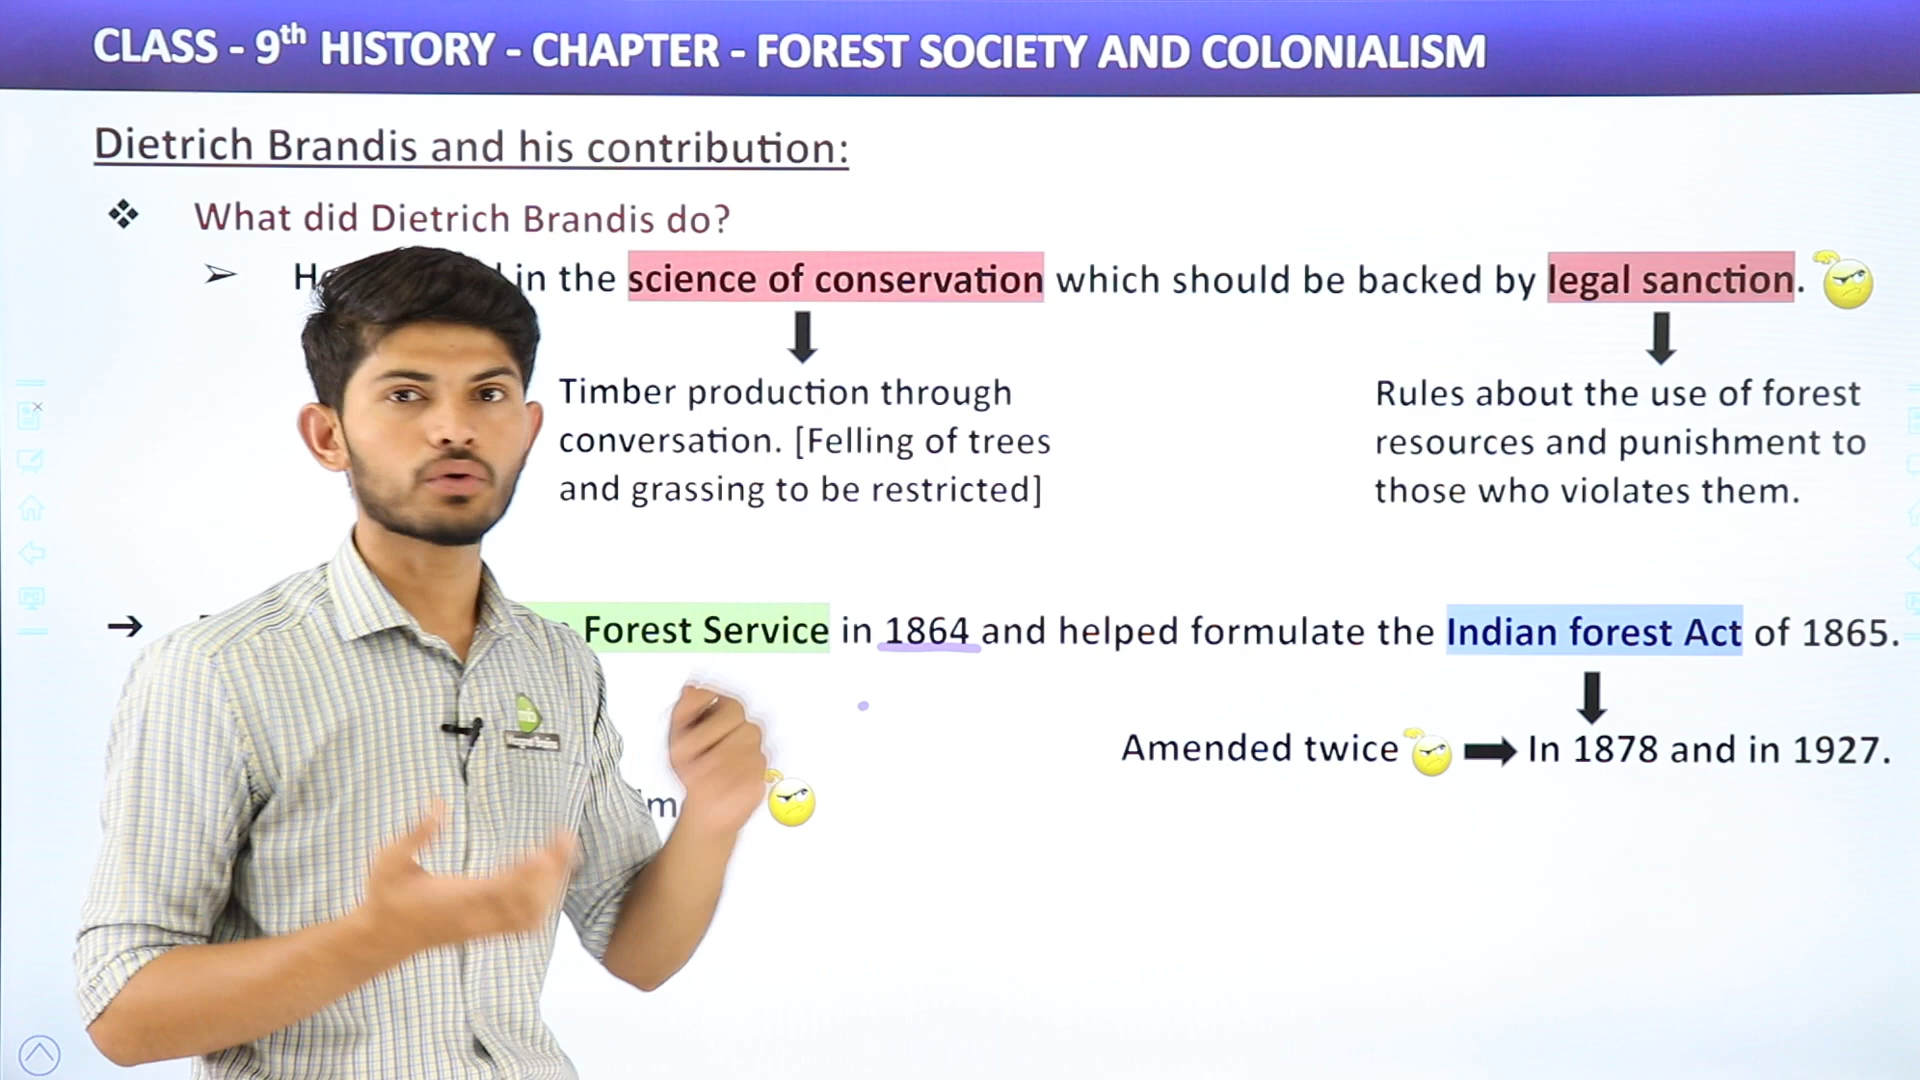 CLASS - 9th HISTORY - CHAPTER - FOREST SOCIETY AND COLONIALISM
Dietrich Brandis and his contribution:
What did Dietrich Brandis do?
in the science of conservation which should be backed by legal sanction.
Timber production through
conversation. [Felling of trees
and grassing to be restricted]
Rules about the use of forest
resources and punishment to
those who violates them.
Forest Service in 1864 and helped formulate the Indian forest Act of 1865.
Amended twice In 1878 and in 1927.